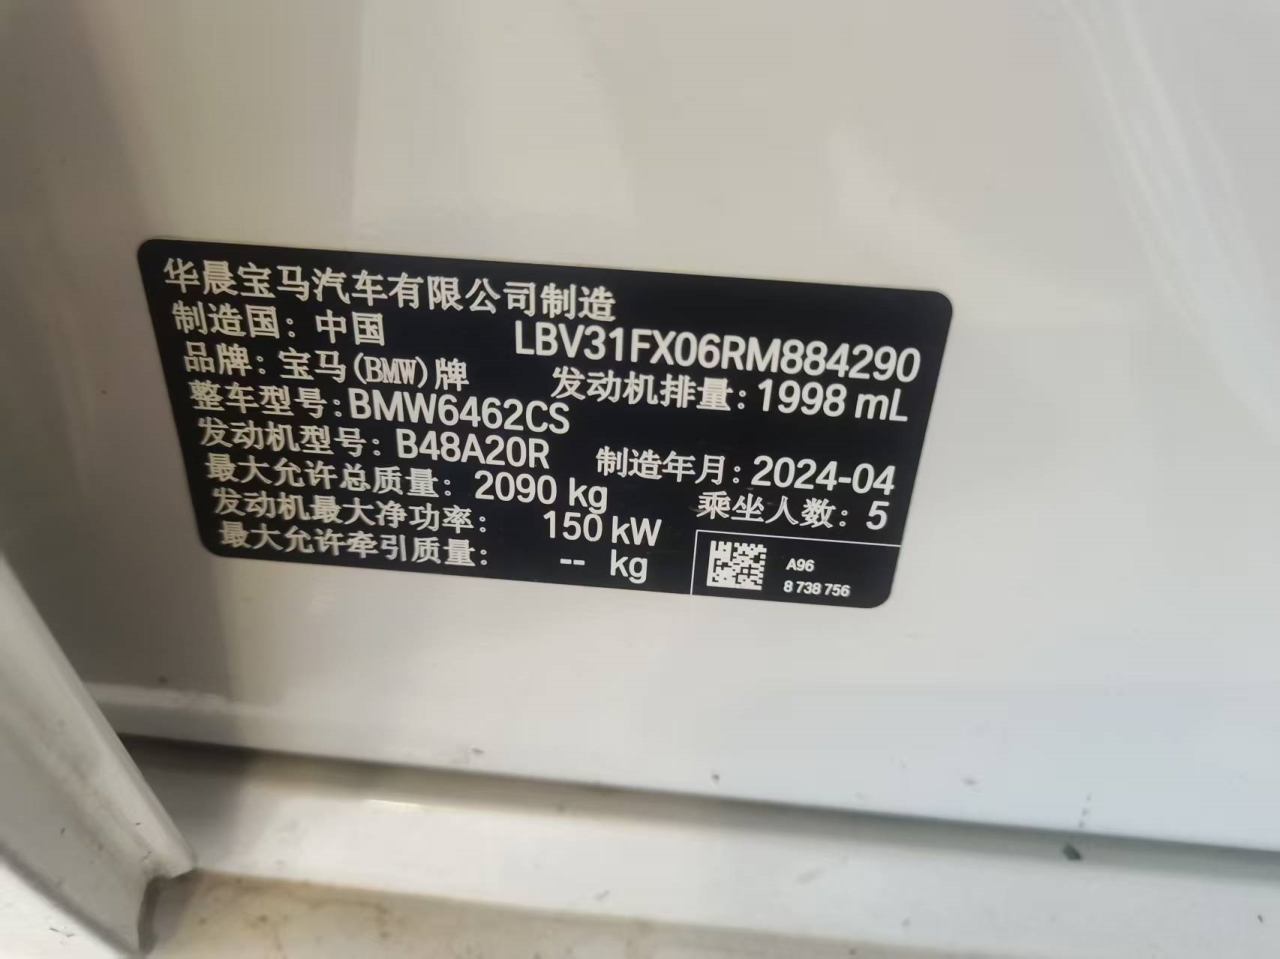 华晨宝马汽车有限公司制造
制造国：中国 LBV31FX06RM884290
品牌：宝马(BMW)牌 发动机排量：1998 mL
整车型号：BMW6462CS
发动机型号：B48A20R 制造年月：2024-04
最大允许总质量：2090 kg 乘坐人数：5
发动机最大净功率：150 kW
最大允许牵引质量：-- kg
A96
8 738 756